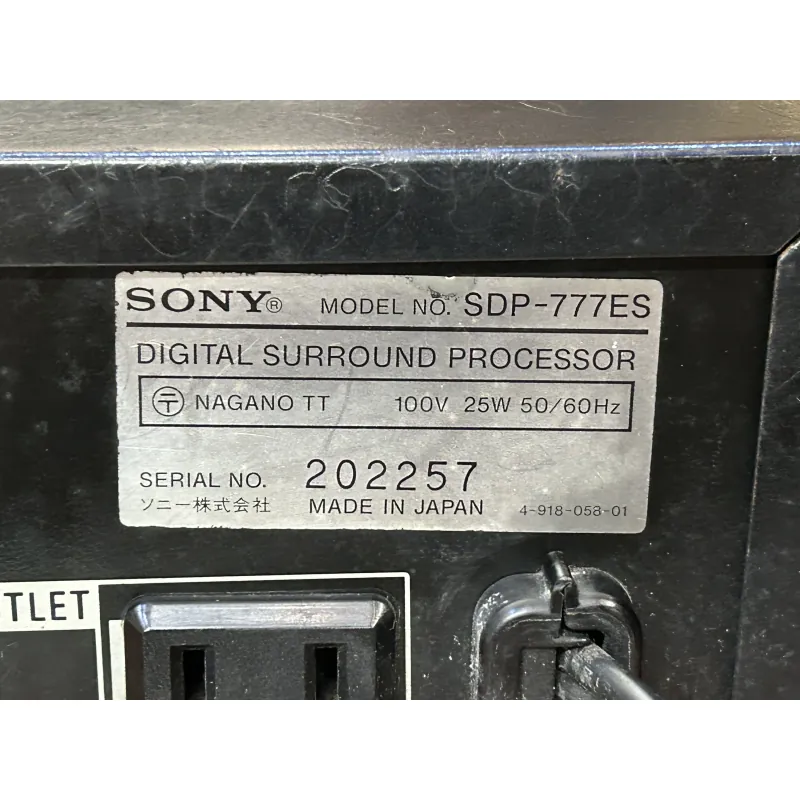 SONY® MODEL NO. SDP-777ES
DIGITAL SURROUND PROCESSOR
〒 NAGANO TT 100V 25W 50/60Hz
SERIAL NO. 202257
ソニー株式会社 MADE IN JAPAN 4-918-058-01
TLET